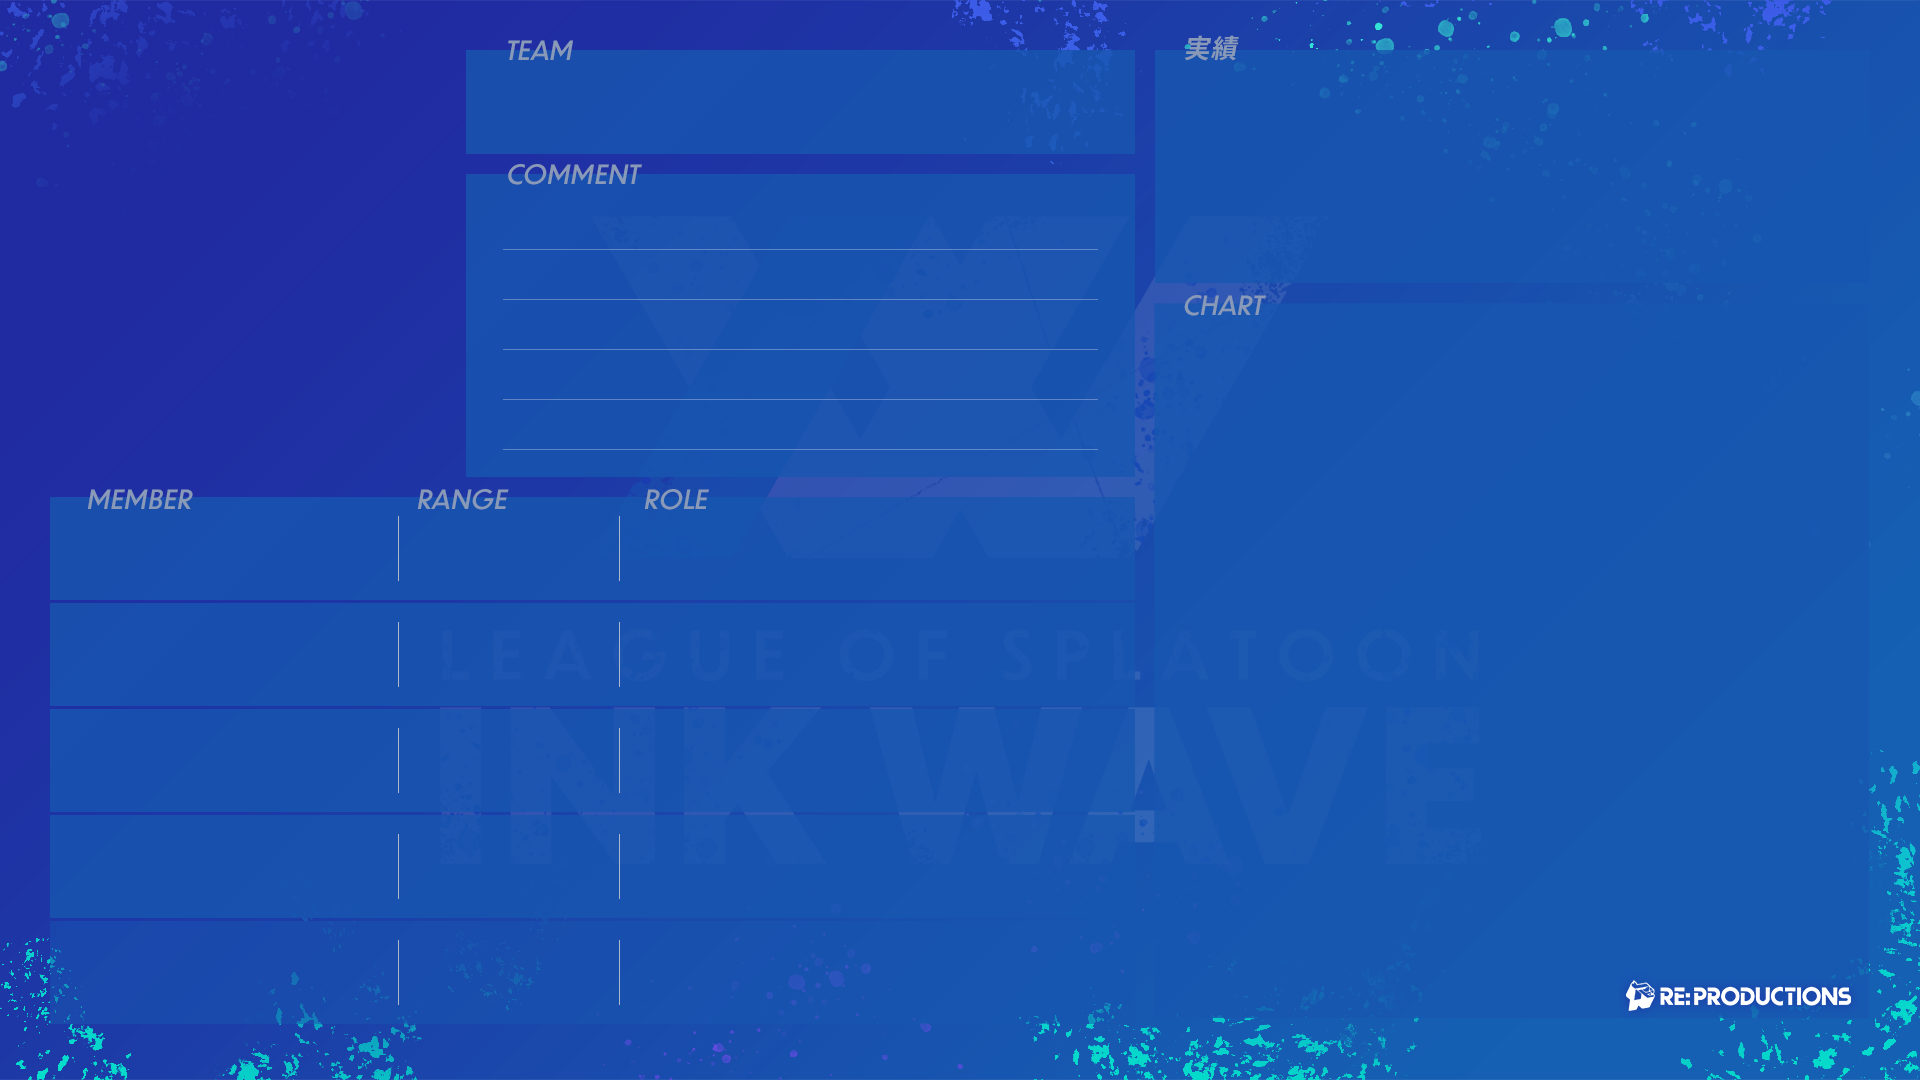 TEAM
実績
COMMENT
CHART
MEMBER RANGE ROLE
LEAGUE OF SPLATOON
INK WAVE
RE:PRODUCTIONS